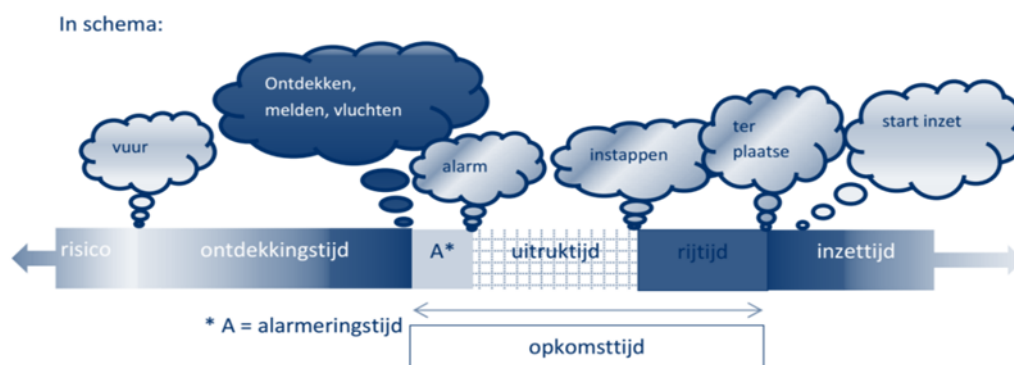 In schema:
Ontdekken,
melden, vluchten
vuur
alarm
instappen
ter
plaatse
start inzet
risico
ontdekkingstijd
A*
uitruktijd
rijtijd
inzettijd
* A = alarmeringstijd
opkomsttijd